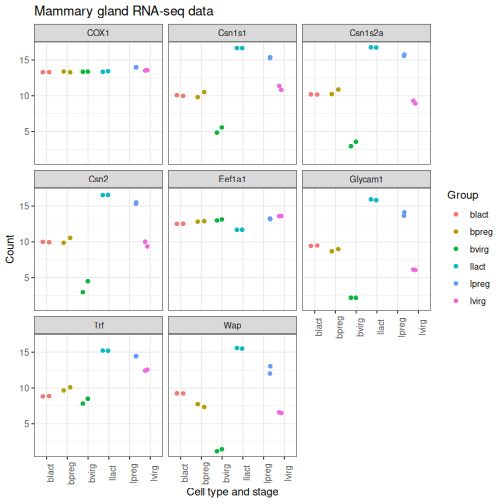 Mammary gland RNA-seq data
COX1
Csn1s1
Csn1s2a
15
10
5
Csn2
Eef1a1
Glycam1
15
10
5
Trf
Wap
15
10
5
blact
bpreg
bvirg
llact
lpreg
lvirg
blact
bpreg
bvirg
llact
lpreg
lvirg
blact
bpreg
bvirg
llact
lpreg
lvirg
Count
Cell type and stage
Group
blact
bpreg
bvirg
llact
lpreg
lvirg